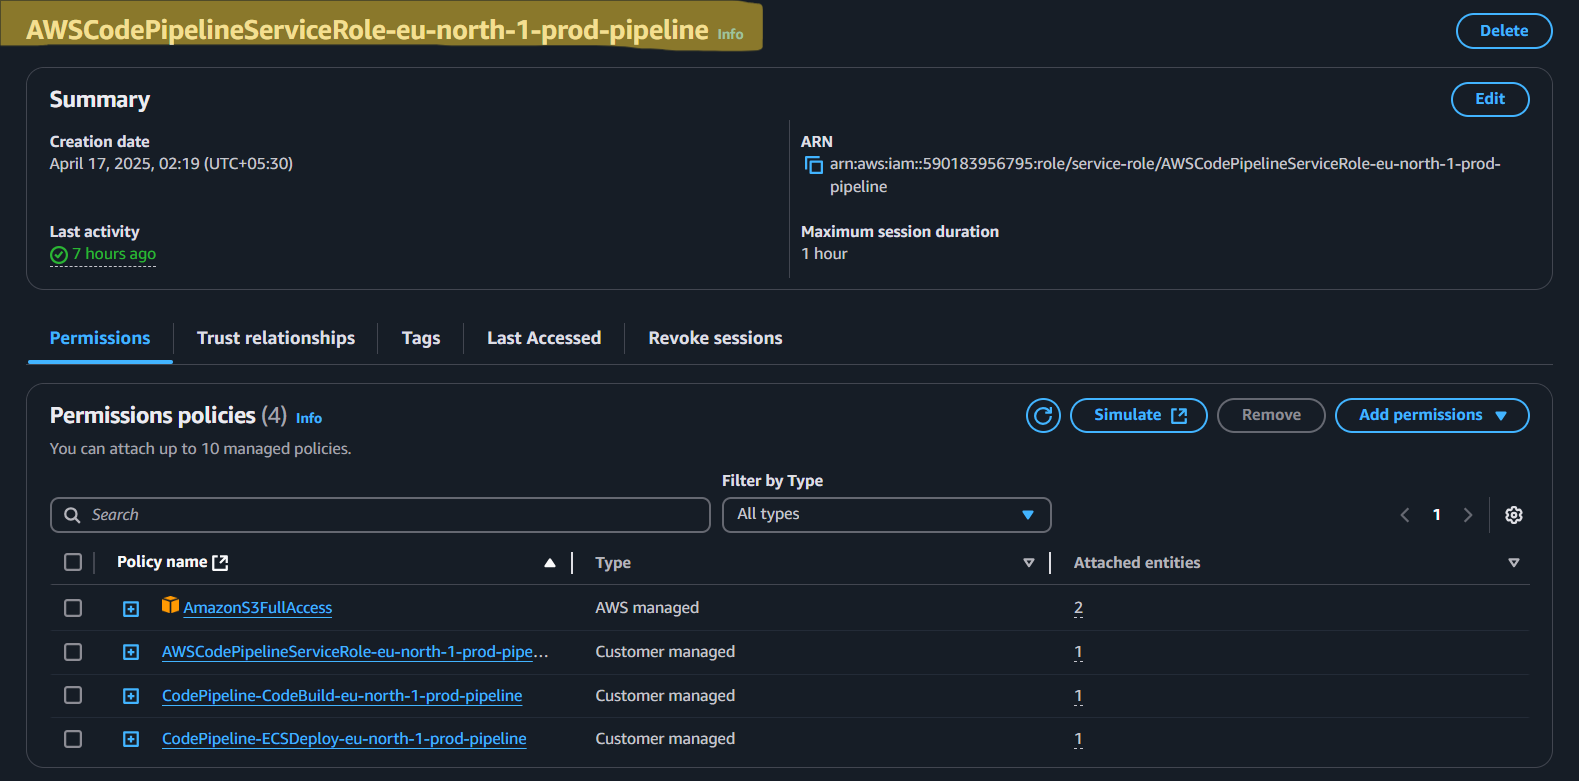 AWSCodePipelineServiceRole-eu-north-1-prod-pipeline Info
Delete
Summary
Edit
Creation date
April 17, 2025, 02:19 (UTC+05:30)
ARN
arn:aws:iam::590183956795:role/service-role/AWSCodePipelineServiceRole-eu-north-1-prod-
pipeline
Last activity
7 hours ago
Maximum session duration
1 hour
Permissions Trust relationships Tags Last Accessed Revoke sessions
Permissions policies (4) Info
Simulate Remove Add permissions
You can attach up to 10 managed policies.
Filter by Type
Search All types 1
Policy name Type Attached entities
AmazonS3FullAccess AWS managed 2
AWSCodePipelineServiceRole-eu-north-1-prod-pipe... Customer managed 1
CodePipeline-CodeBuild-eu-north-1-prod-pipeline Customer managed 1
CodePipeline-ECSDeploy-eu-north-1-prod-pipeline Customer managed 1